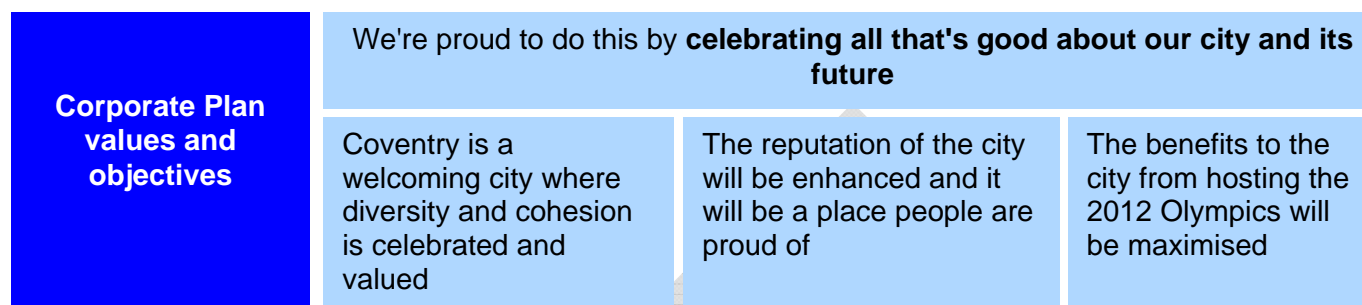 Corporate Plan
values and
objectives
We're proud to do this by celebrating all that's good about our city and its
future
Coventry is a
welcoming city where
diversity and cohesion
is celebrated and
valued
The reputation of the city
will be enhanced and it
will be a place people are
proud of
The benefits to the
city from hosting the
2012 Olympics will
be maximised